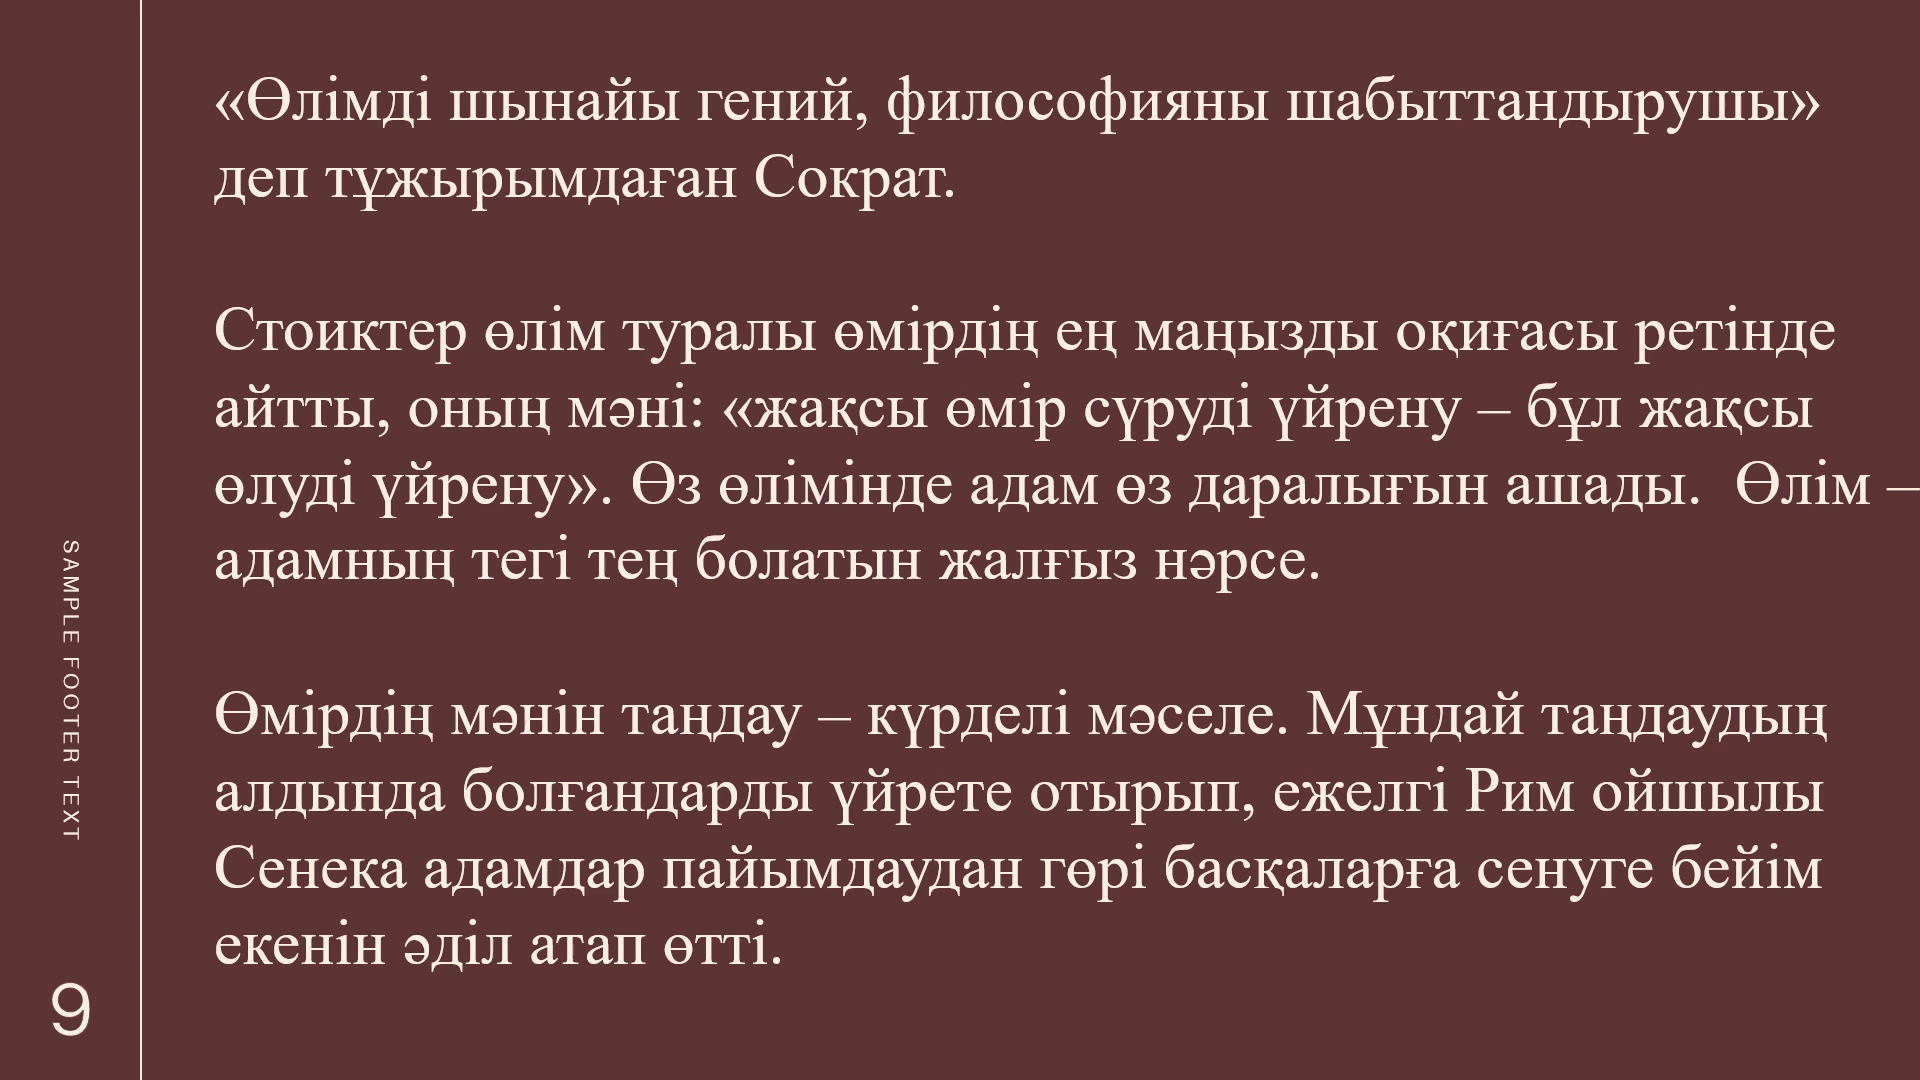 «Өлімді шынайы гений, философияны шабыттандырушы»
деп тұжырымдаған Сократ.
Стоиктер өлім туралы өмірдің ең маңызды оқиғасы ретінде
айтты, оның мәні: «жақсы өмір сүруді үйрену – бұл жақсы
өлуді үйрену». Өз өлімінде адам өз даралығын ашады.  Өлім –
адамның тегі тең болатын жалғыз нәрсе.
Өмірдің мәнін таңдау – күрделі мәселе. Мұндай таңдаудың
алдында болғандарды үйрете отырып, ежелгі Рим ойшылы
Сенека адамдар пайымдаудан гөрі басқаларға сенуге бейім
екенін әділ атап өтті.
SAMPLE FOOTER TEXT
9